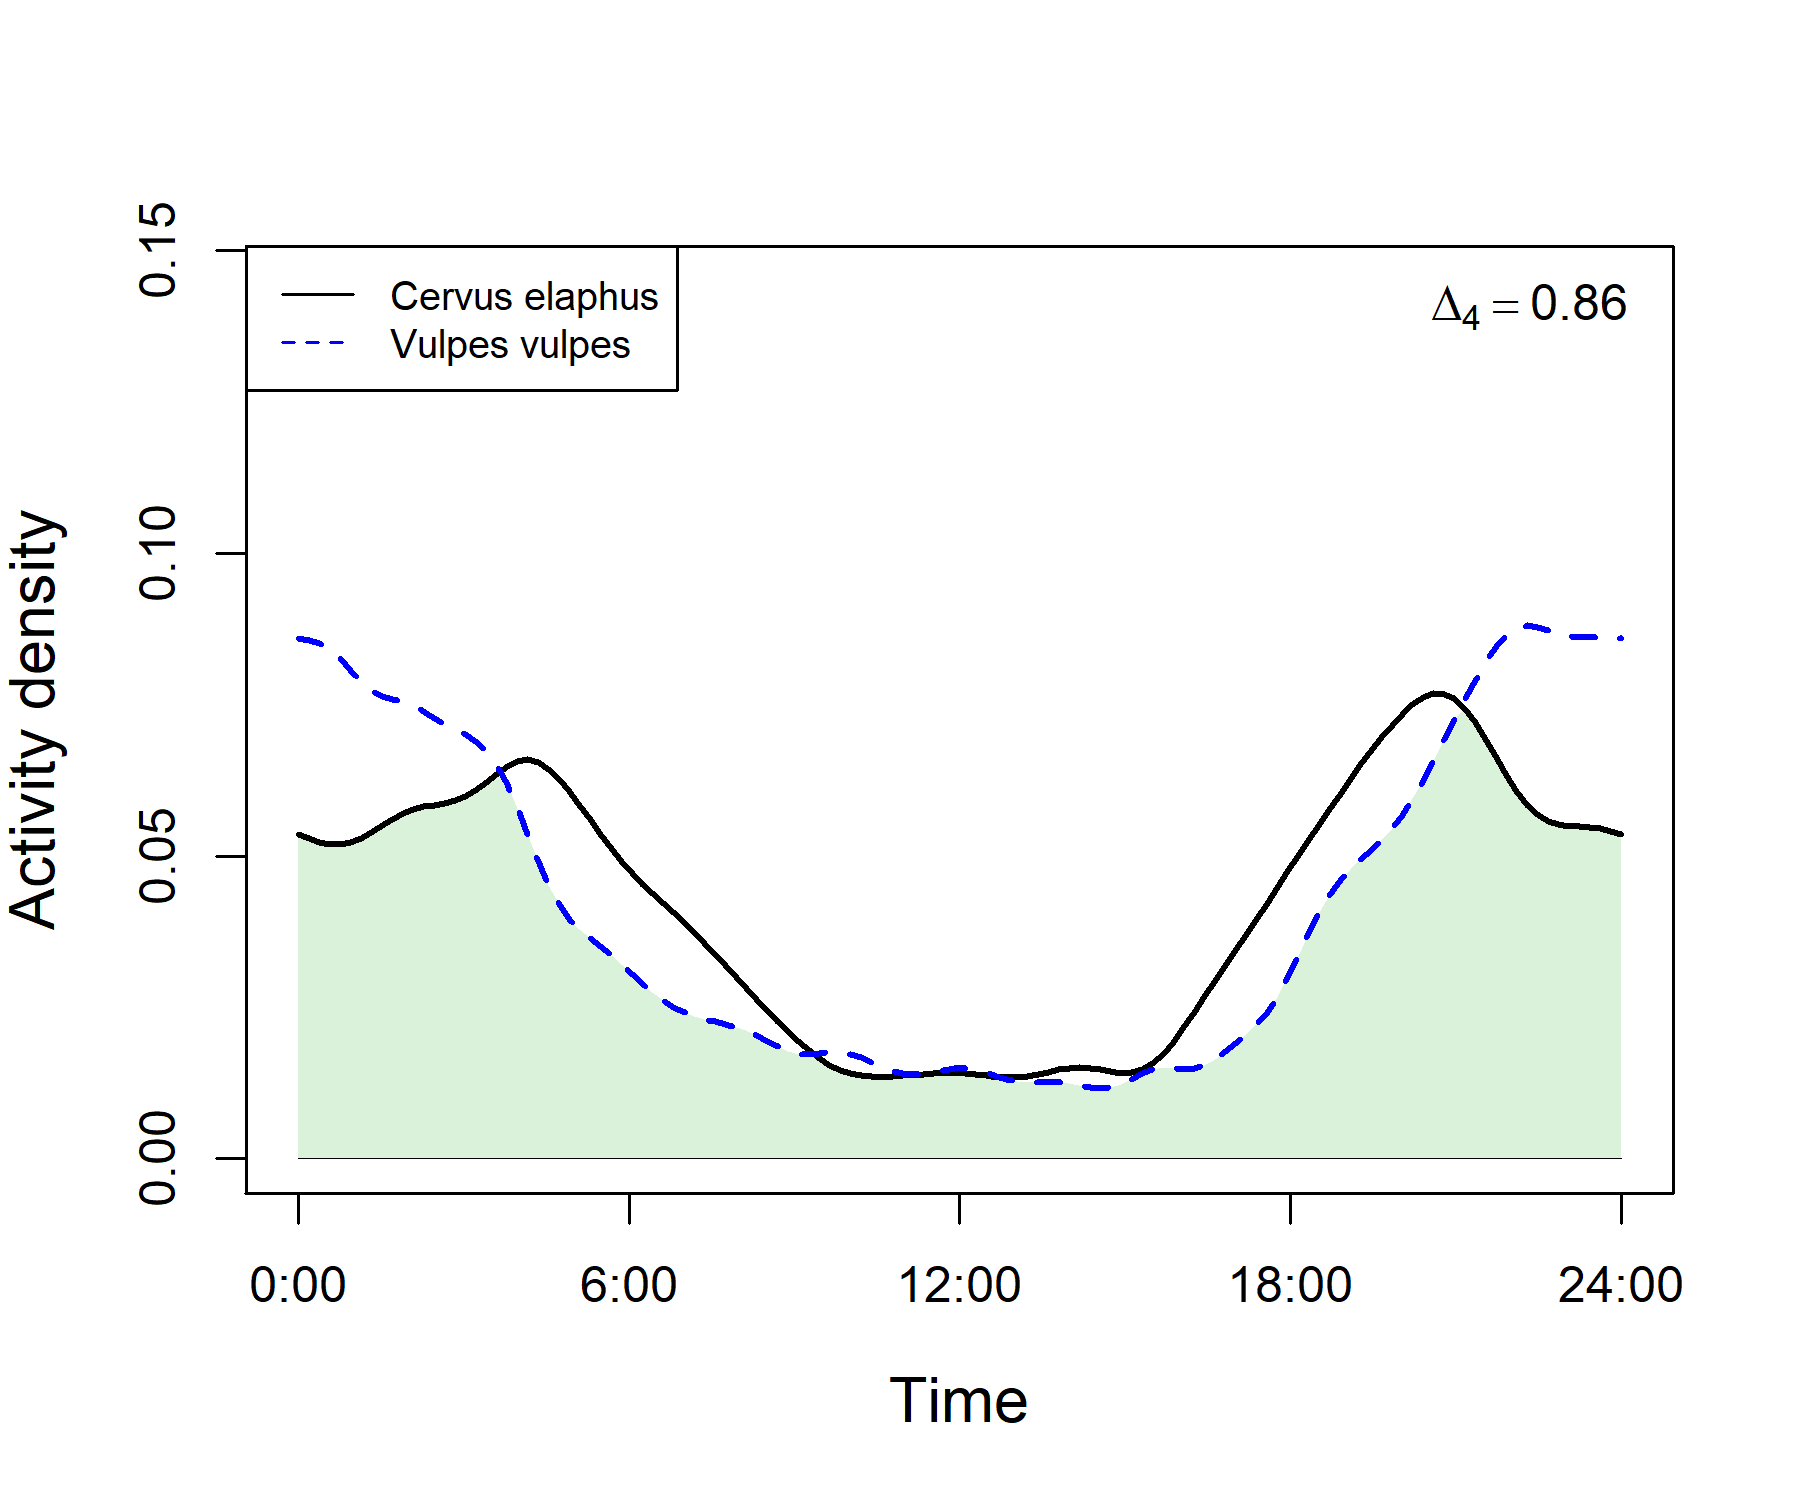 0.15
Cervus elaphus
Vulpes vulpes
Δ4 = 0.86
0.10
Activity density
0.05
0.00
0:00 6:00 12:00 18:00 24:00
Time